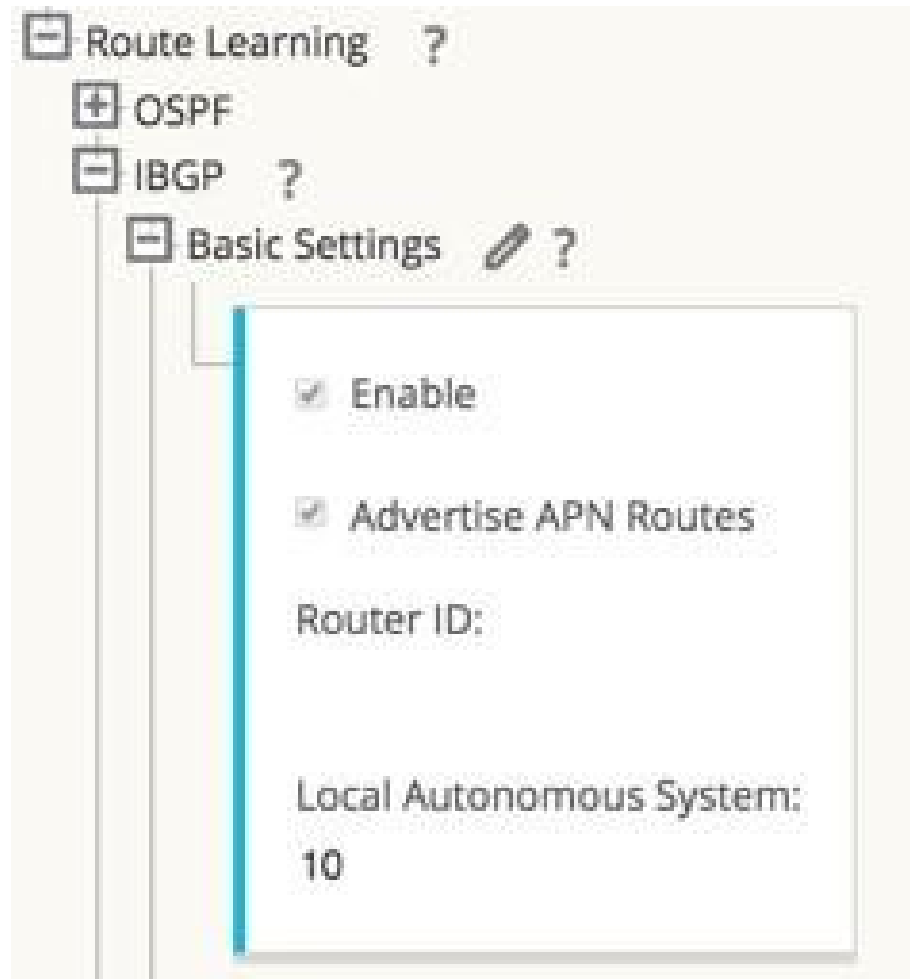 Route Learning ?
OSPF
IBGP ?
Basic Settings ?
Enable
Advertise APN Routes
Router ID:
Local Autonomous System:
10